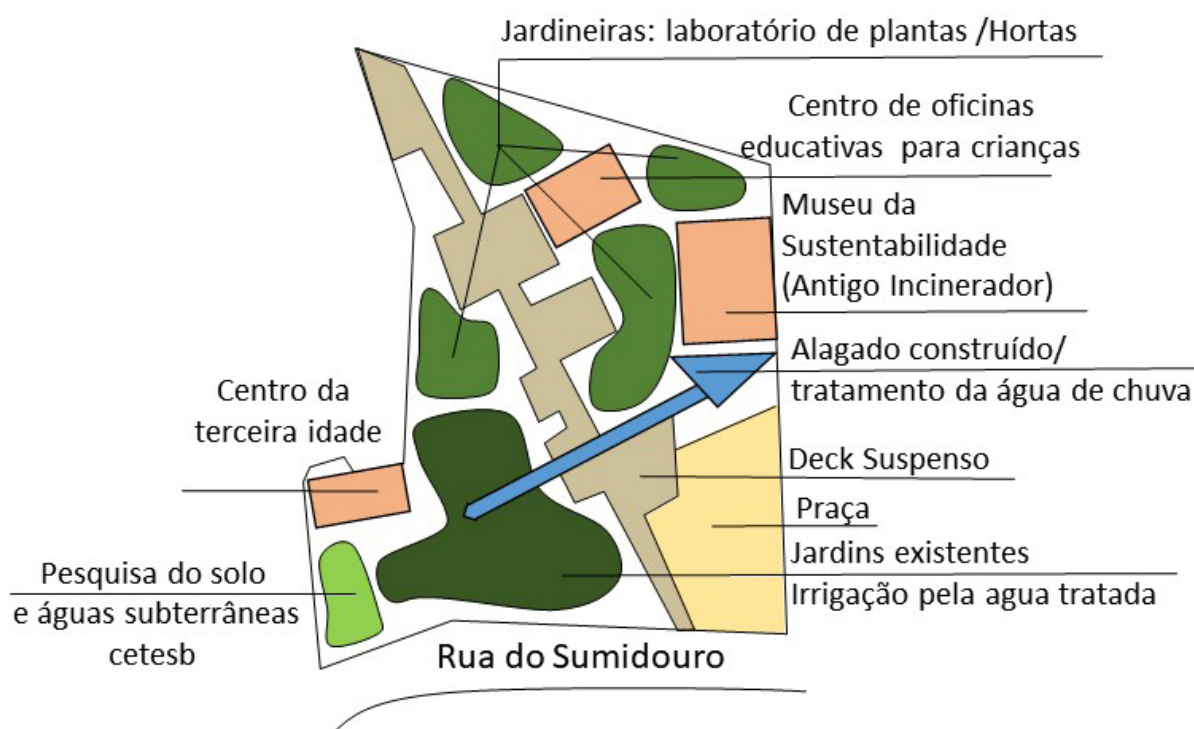 Jardineiras: laboratório de plantas /Hortas
Centro de oficinas
educativas para crianças
Museu da
Sustentabilidade
(Antigo Incinerador)
Alagado construído/
tratamento da água de chuva
Centro da
terceira idade
Deck Suspenso
Praça
Jardins existentes
Irrigação pela agua tratada
Pesquisa do solo
e águas subterrâneas
cetesb
Rua do Sumidouro